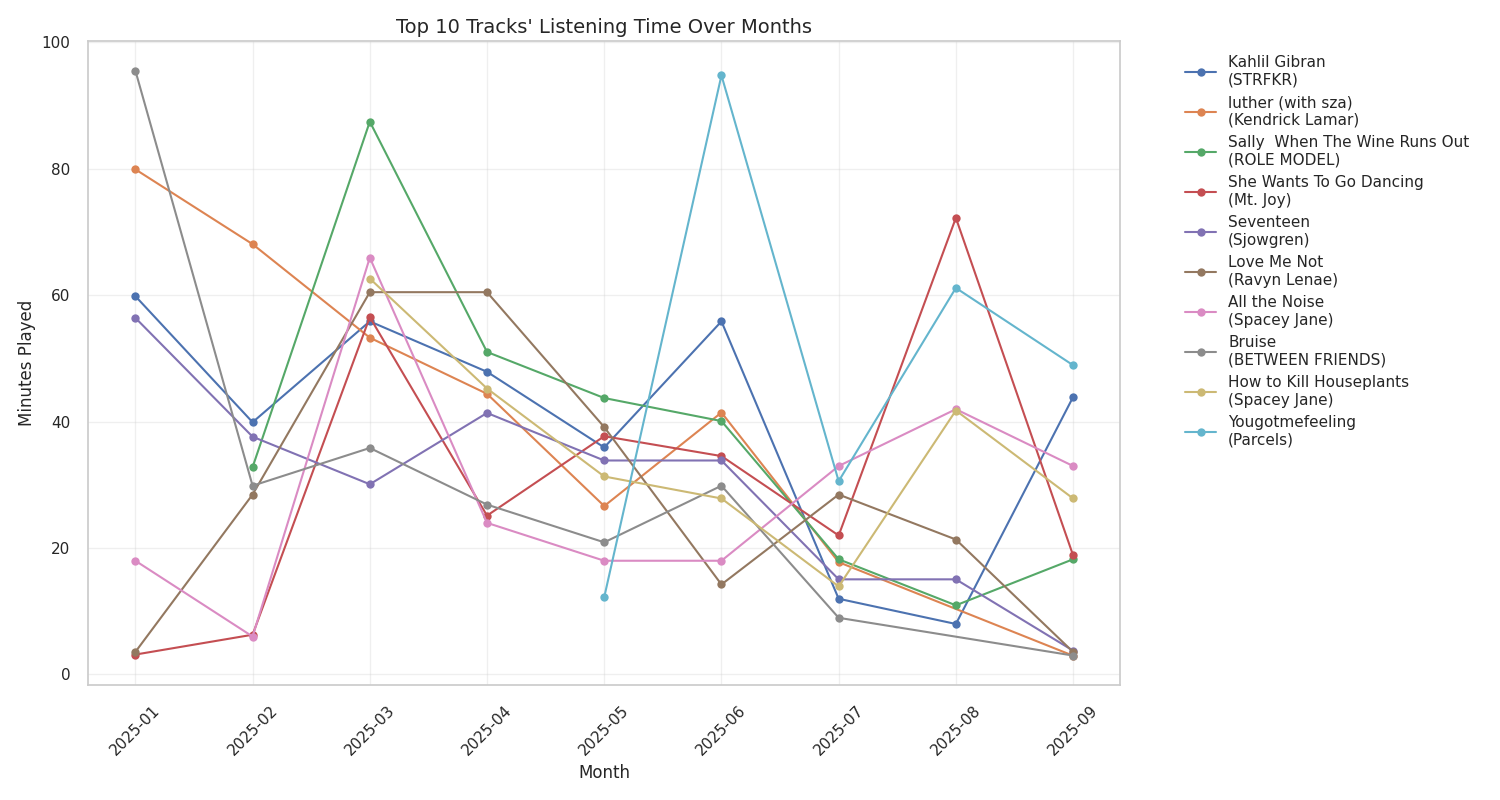 Top 10 Tracks' Listening Time Over Months
100
80
60
40
20
0
Minutes Played
2025-01
2025-02
2025-03
2025-04
2025-05
2025-06
2025-07
2025-08
2025-09
Month
Kahlil Gibran
(STRFKR)
luther (with sza)
(Kendrick Lamar)
Sally  When The Wine Runs Out
(ROLE MODEL)
She Wants To Go Dancing
(Mt. Joy)
Seventeen
(Sjowgren)
Love Me Not
(Ravyn Lenae)
All the Noise
(Spacey Jane)
Bruise
(BETWEEN FRIENDS)
How to Kill Houseplants
(Spacey Jane)
Yougotmefeeling
(Parcels)